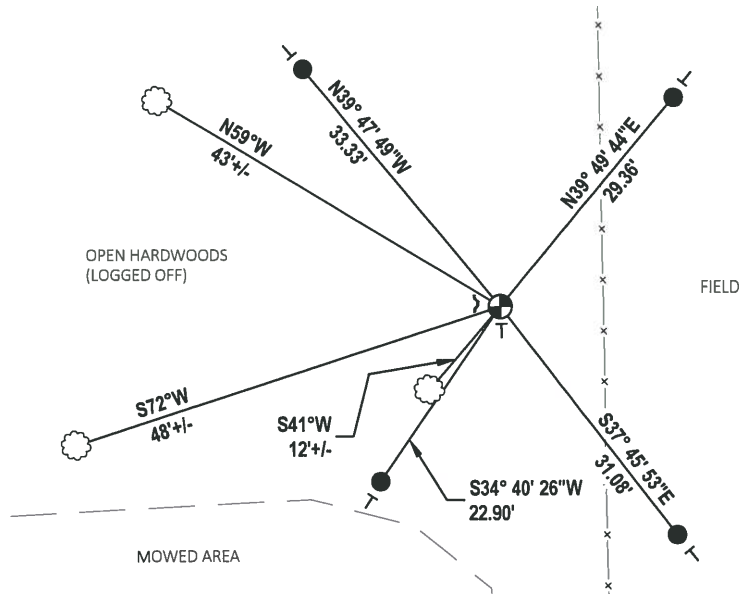 N39° 47' 49"W
33.33'
N59°W
43'+/-
N39° 49' 44"E
29.36'
OPEN HARDWOODS
(LOGGED OFF)
FIELD
S72°W
48'+/-
S41°W
12'+/-
S37° 45' 53"E
31.08'
S34° 40' 26"W
22.90'
MOWED AREA